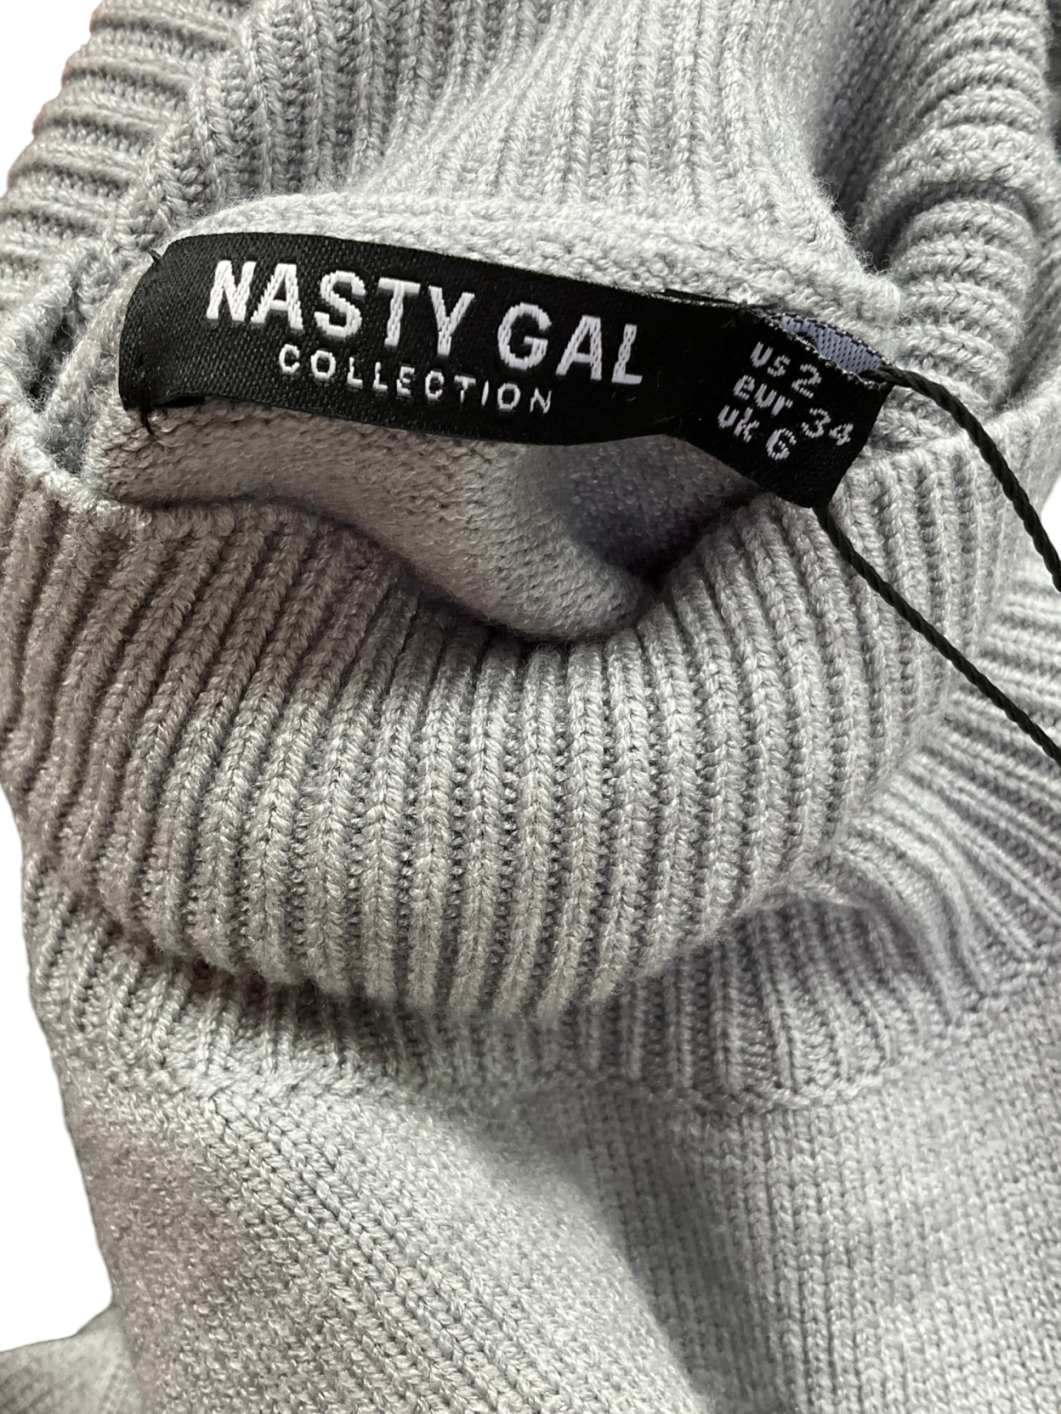 NASTY GAL
COLLECTION
US 2
eur 34
uk 6